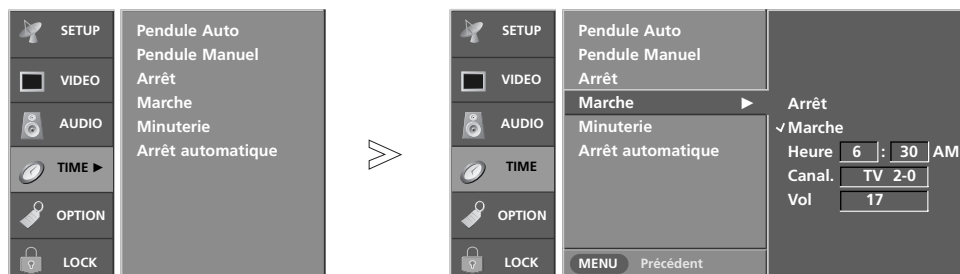 SETUP
VIDEO
AUDIO
TIME ►
OPTION
LOCK
Pendule Auto
Pendule Manuel
Arrêt
Marche
Minuterie
Arrêt automatique
SETUP
VIDEO
AUDIO
TIME
OPTION
LOCK
Pendule Auto
Pendule Manuel
Arrêt
Marche ►
Minuterie
Arrêt automatique
MENU Précédent
Arrêt
✓Marche
Heure 6 : 30 AM
Canal. TV 2-0
Vol 17